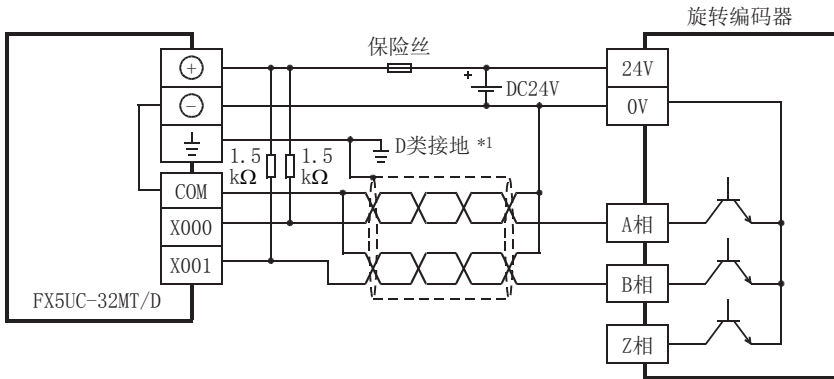 旋转编码器
保险丝
+
24V
+
DC24V
−
0V
D类接地 *1
1.5
kΩ
1.5
kΩ
COM
X000
A相
X001
B相
FX5UC-32MT/D
Z相